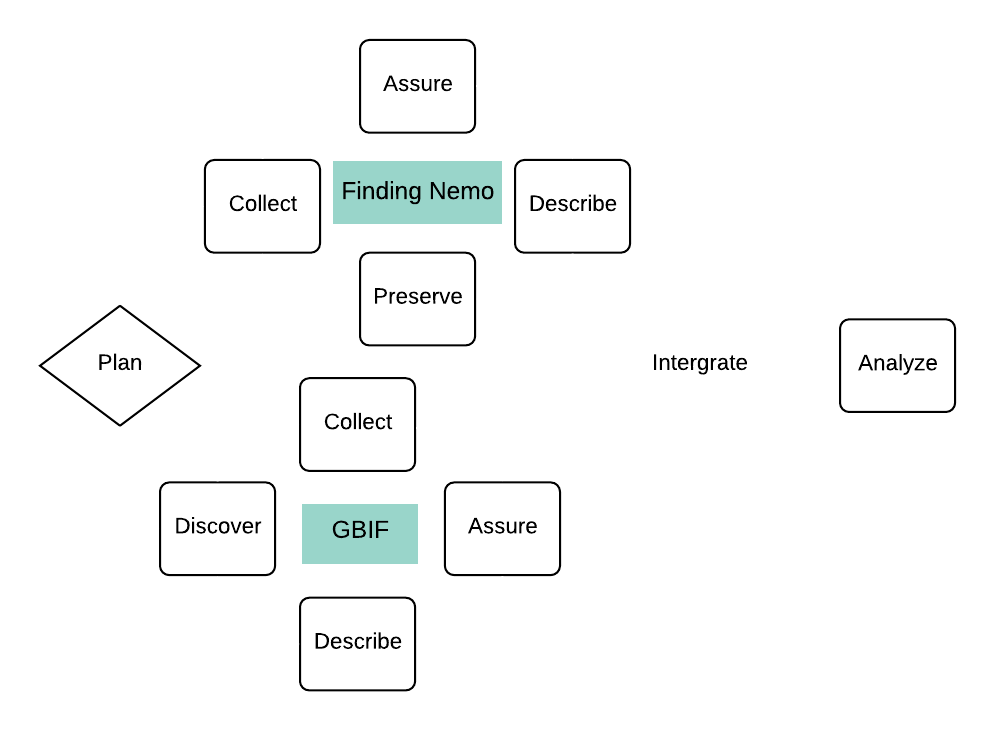 Assure
Collect
Finding Nemo
Describe
Preserve
Plan
Intergrate
Analyze
Collect
Discover
GBIF
Assure
Describe